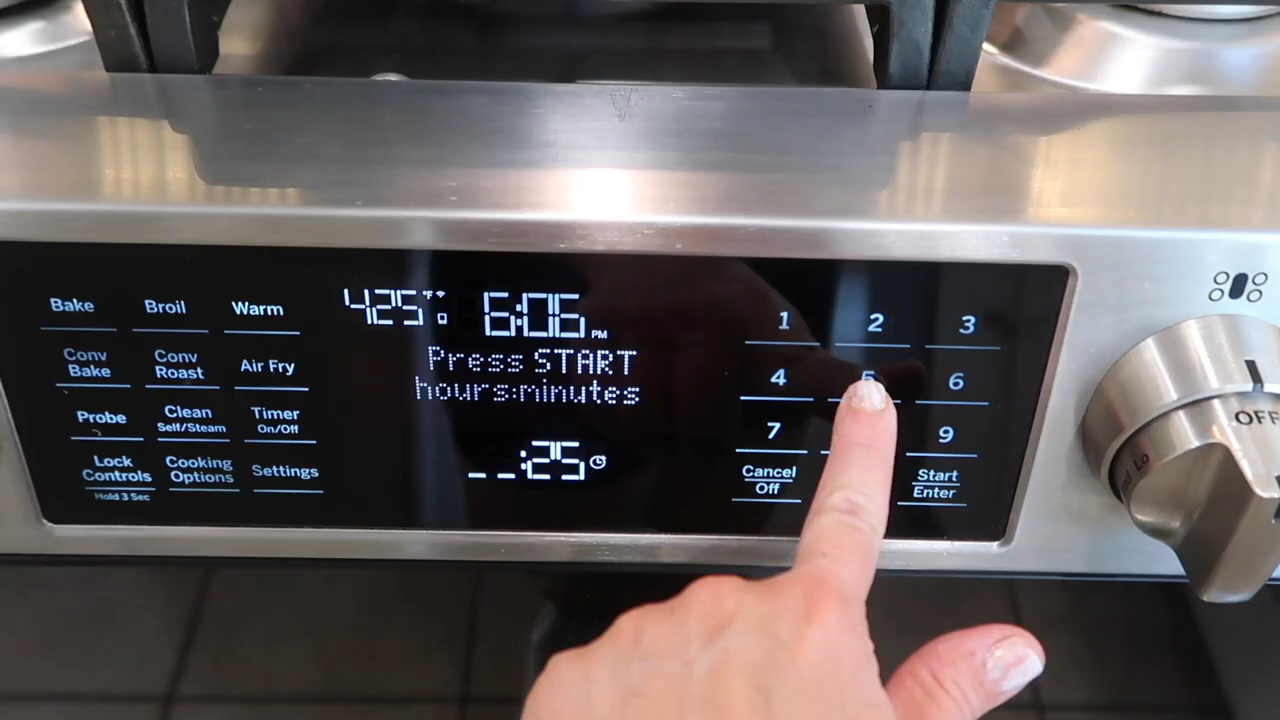 Bake Broil Warm
Conv Bake Conv Roast Air Fry
Probe Clean Self/Steam Timer On/Off
Lock Controls Hold 3 Sec Cooking Options Settings
425°F 6:06 PM
Press START
hours:minutes
_ _:25
1 2 3
4 5 6
7 9
Cancel Off Start Enter
OFF
Lo